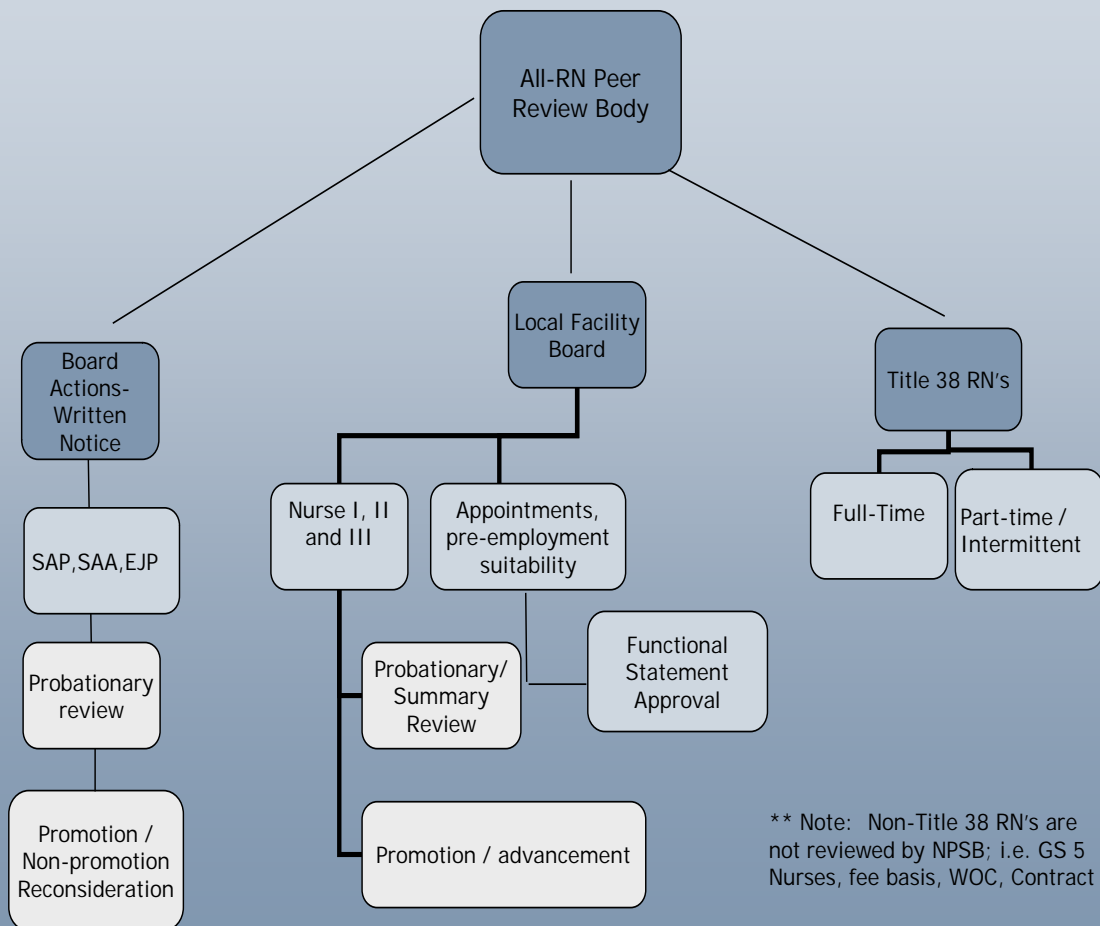 All-RN Peer
Review Body
Local Facility
Board
Board
Actions-
Written
Notice
Title 38 RN's
Nurse I, II
and III
Appointments,
pre-employment
suitability
Full-Time
Part-time /
Intermittent
SAP,SAA,EJP
Probationary/
Summary
Review
Functional
Statement
Approval
Probationary
review
Promotion / advancement
Promotion /
Non-promotion
Reconsideration
** Note: Non-Title 38 RN's are
not reviewed by NPSB; i.e. GS 5
Nurses, fee basis, WOC, Contract